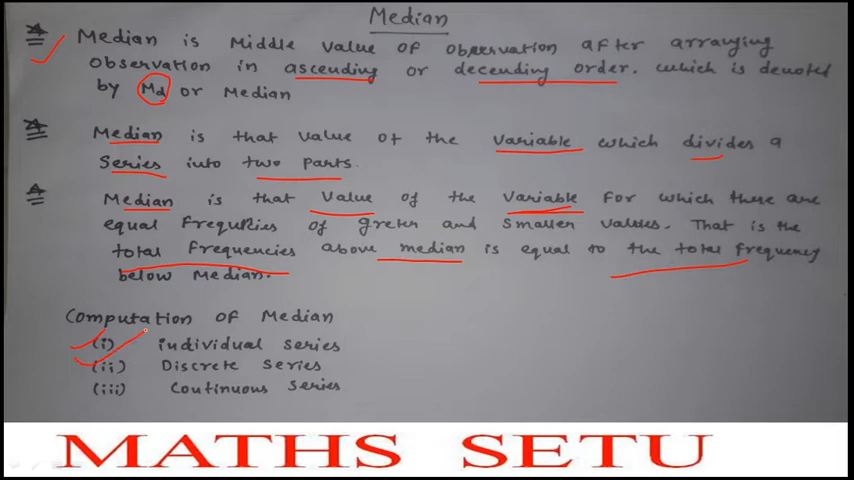 Median
Median is Middle value of observation after arranging
observation in ascending or decending order. which is denoted
by Md or Median
Median is that value of the variable which divides a
Series into two parts.
Median is that value of the variable for which there are
equal frequencies of greter and smaller values. That is the
total frequencies above median is equal to the total frequency
below Median.
Computation of Median
(i) individual series
(ii) Discrete series
(iii) Continuous series
MATHS SETU